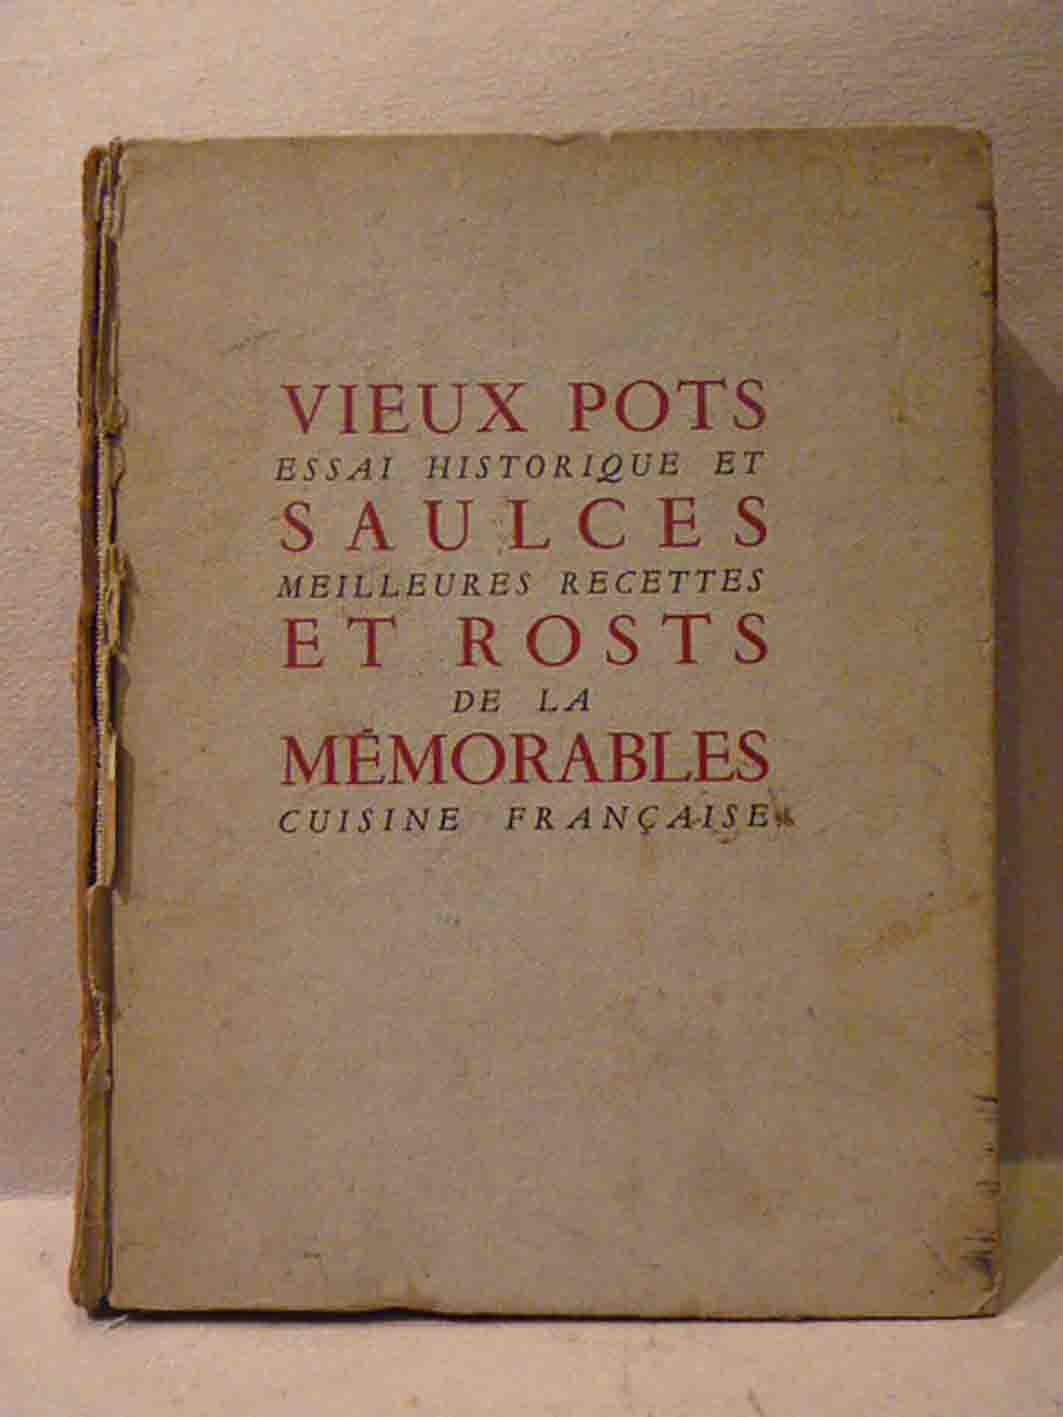 VIEUX POTS
ESSAI HISTORIQUE ET
SAULCES
MEILLEURES RECETTES
ET ROSTS
DE LA
MÉMORABLES
CUISINE FRANÇAISE